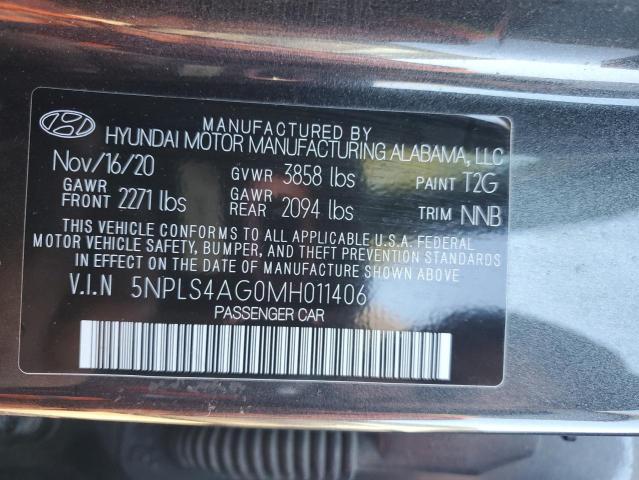 MANUFACTURED BY
HYUNDAI MOTOR MANUFACTURING ALABAMA, LLC
Nov/16/20 GVWR 3858 lbs PAINT T2G
GAWR FRONT 2271 lbs GAWR REAR 2094 lbs TRIM NNB
THIS VEHICLE CONFORMS TO ALL APPLICABLE U.S.A. FEDERAL
MOTOR VEHICLE SAFETY, BUMPER, AND THEFT PREVENTION STANDARDS
IN EFFECT ON THE DATE OF MANUFACTURE SHOWN ABOVE.
V.I.N 5NPLS4AG0MH011406
PASSENGER CAR